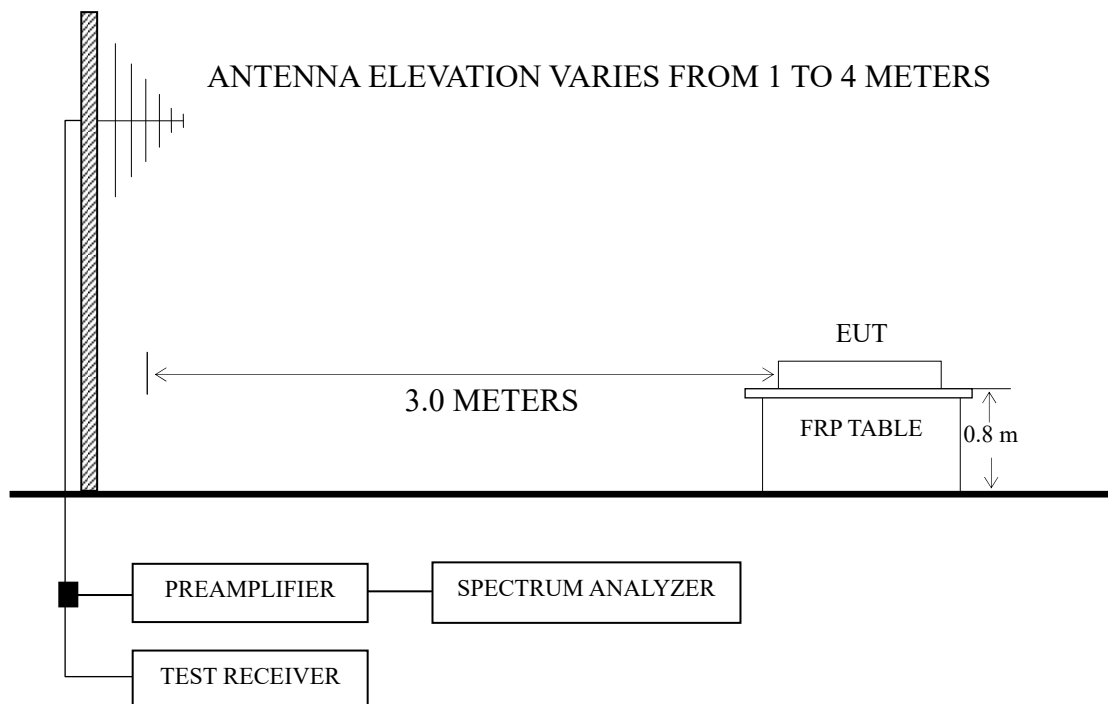 ANTENNA ELEVATION VARIES FROM 1 TO 4 METERS
EUT
3.0 METERS
FRP TABLE
0.8 m
PREAMPLIFIER
SPECTRUM ANALYZER
TEST RECEIVER